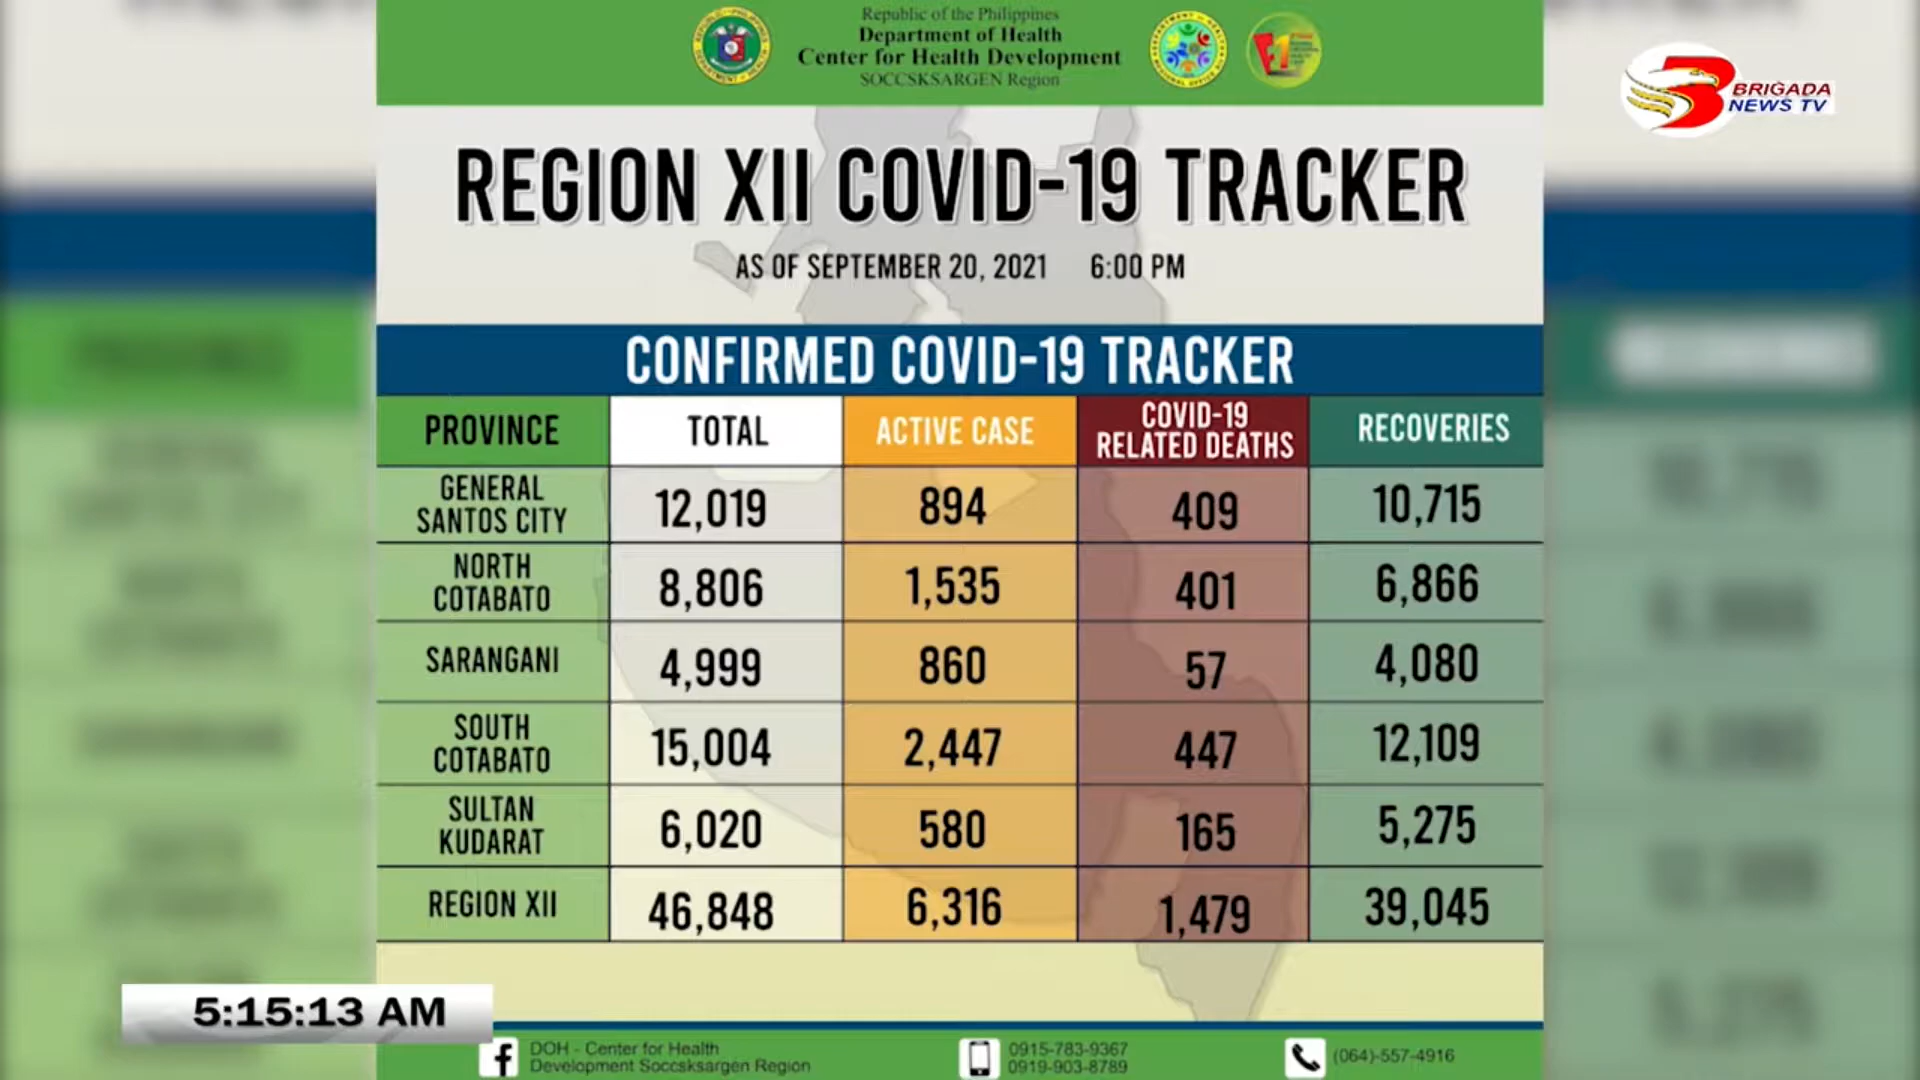 Republic of the Philippines
Department of Health
Center for Health Development
SOCCSKSARGEN Region
BRIGADA
NEWS TV
REGION XII COVID-19 TRACKER
AS OF SEPTEMBER 20, 2021 6:00 PM
CONFIRMED COVID-19 TRACKER
PROVINCE TOTAL ACTIVE CASE COVID-19 RELATED DEATHS RECOVERIES
GENERAL SANTOS CITY 12,019 894 409 10,715
NORTH COTABATO 8,806 1,535 401 6,866
SARANGANI 4,999 860 57 4,080
SOUTH COTABATO 15,004 2,447 447 12,109
SULTAN KUDARAT 6,020 580 165 5,275
REGION XII 46,848 6,316 1,479 39,045
5:15:13 AM
DOH - Center for Health
Development Soccsksargen Region
0915-783-9367
0919-903-8789
(064)-557-4916